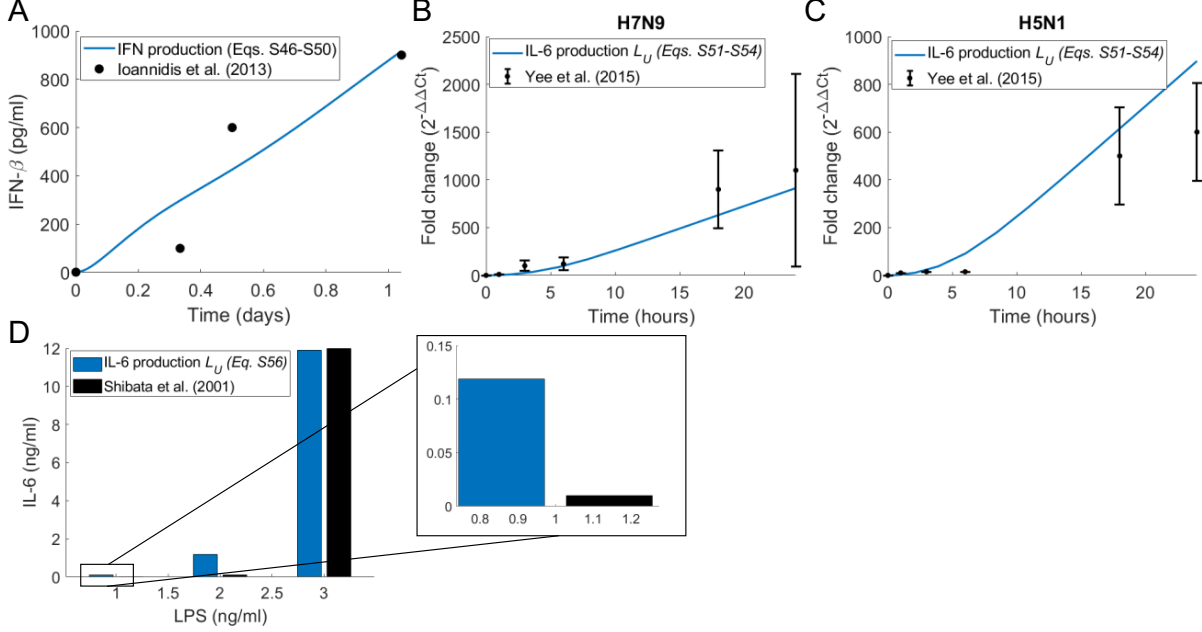 A
IFN-β (pg/ml)
1000
800
600
400
200
0
IFN production (Eqs. S46-S50)
Ioannidis et al. (2013)
0
0.2
0.4
0.6
0.8
1
Time (days)
B
H7N9
Fold change (2^-ΔΔCt)
2500
2000
1500
1000
500
0
IL-6 production L_U (Eqs. S51-S54)
Yee et al. (2015)
0
5
10
15
20
Time (hours)
C
H5N1
Fold change (2^-ΔΔCt)
1000
800
600
400
200
0
IL-6 production L_U (Eqs. S51-S54)
Yee et al. (2015)
0
5
10
15
20
Time (hours)
D
IL-6 (ng/ml)
12
10
8
6
4
2
0
IL-6 production L_U (Eq. S56)
Shibata et al. (2001)
1
1.5
2
2.5
3
LPS (ng/ml)
0.15
0.1
0.05
0
0.8
0.9
1
1.1
1.2